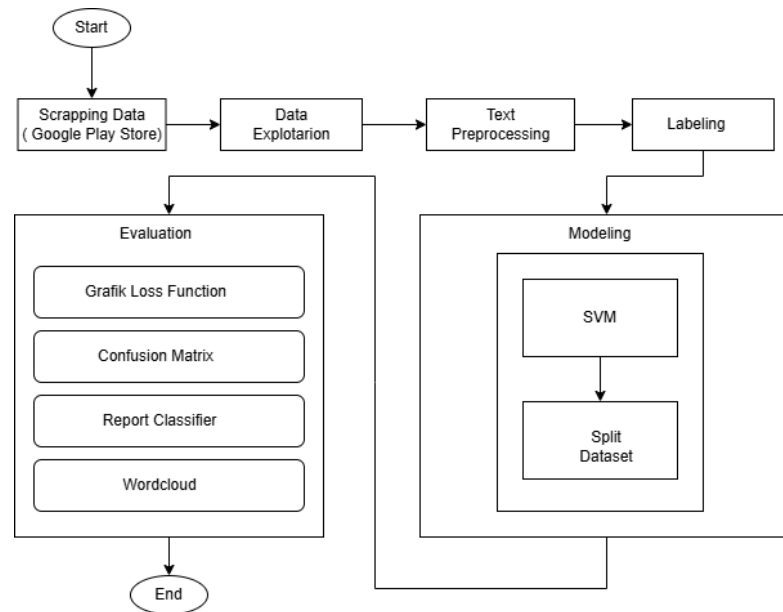 Start
Scrapping Data
( Google Play Store)
Data
Explotarion
Text
Preprocessing
Labeling
Modeling
SVM
Split
Dataset
Evaluation
Grafik Loss Function
Confusion Matrix
Report Classifier
Wordcloud
End